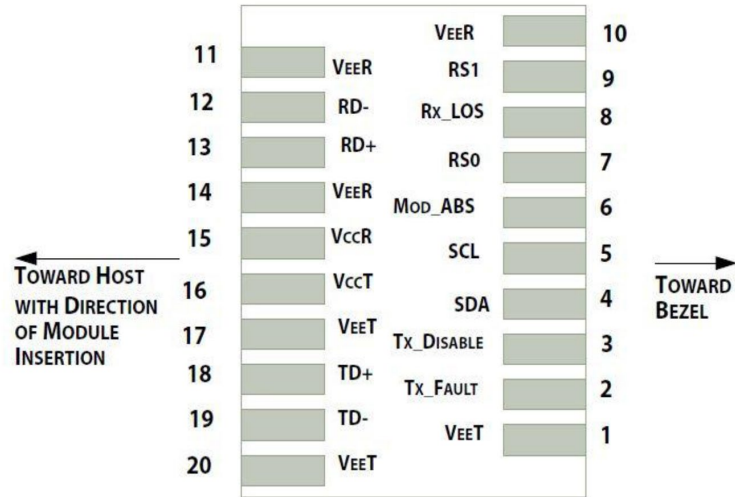 11 VEER
12 RD-
13 RD+
14 VEER
15 VCCR
16 VCCT
17 VEET
18 TD+
19 TD-
20 VEET
VEER 10
RS1 9
RX_LOS 8
RS0 7
MOD_ABS 6
SCL 5
SDA 4
TX_DISABLE 3
TX_FAULT 2
VEET 1
TOWARD HOST
WITH DIRECTION
OF MODULE
INSERTION
TOWARD
BEZEL